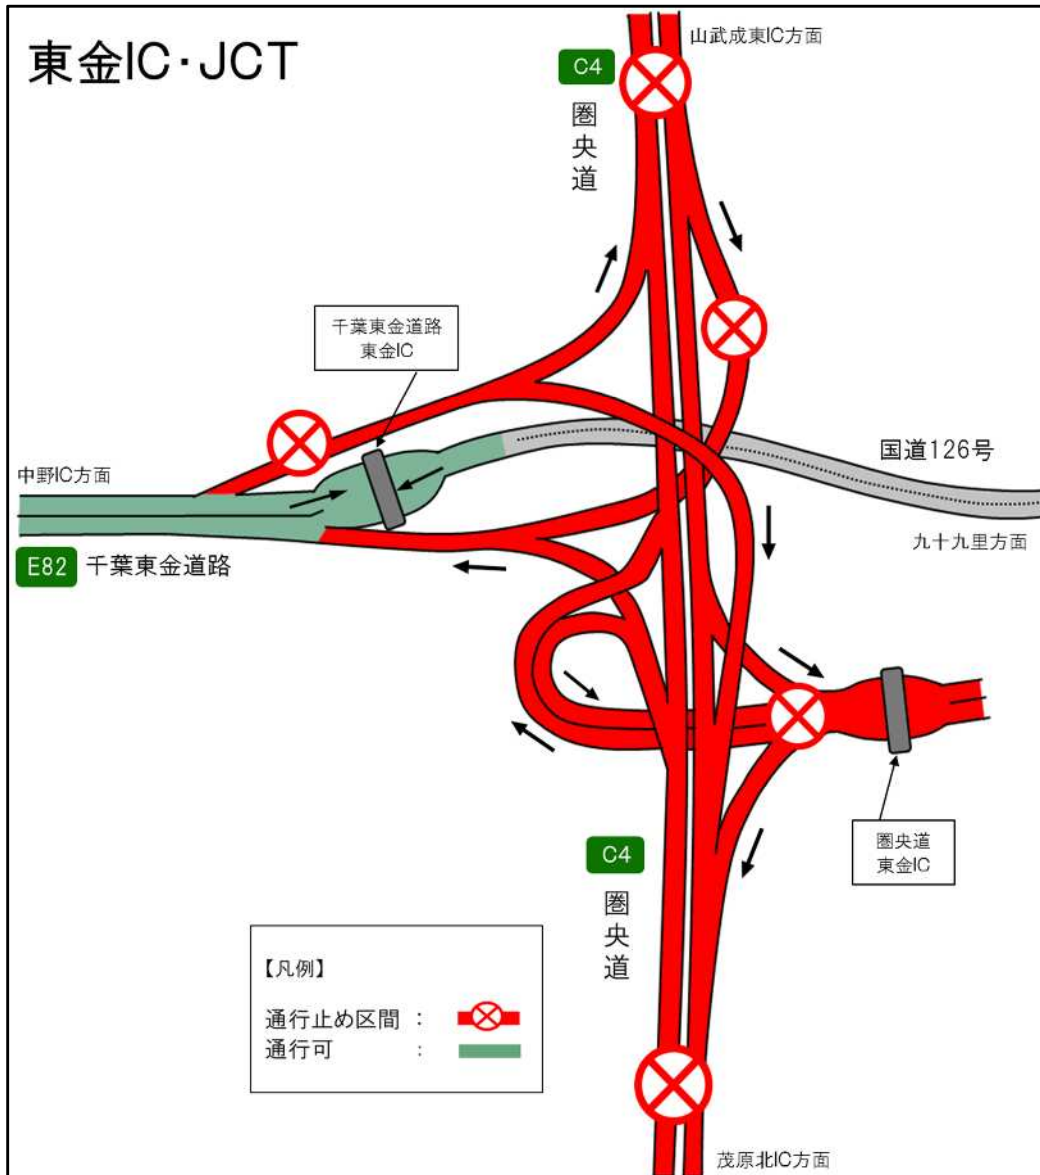 東金IC・JCT
山武成東IC方面
C4
圏央道
千葉東金道路
東金IC
中野IC方面
国道126号
九十九里方面
E82 千葉東金道路
圏央道
東金IC
C4
圏央道
【凡例】
通行止め区間 :
通行可 :
茂原北IC方面